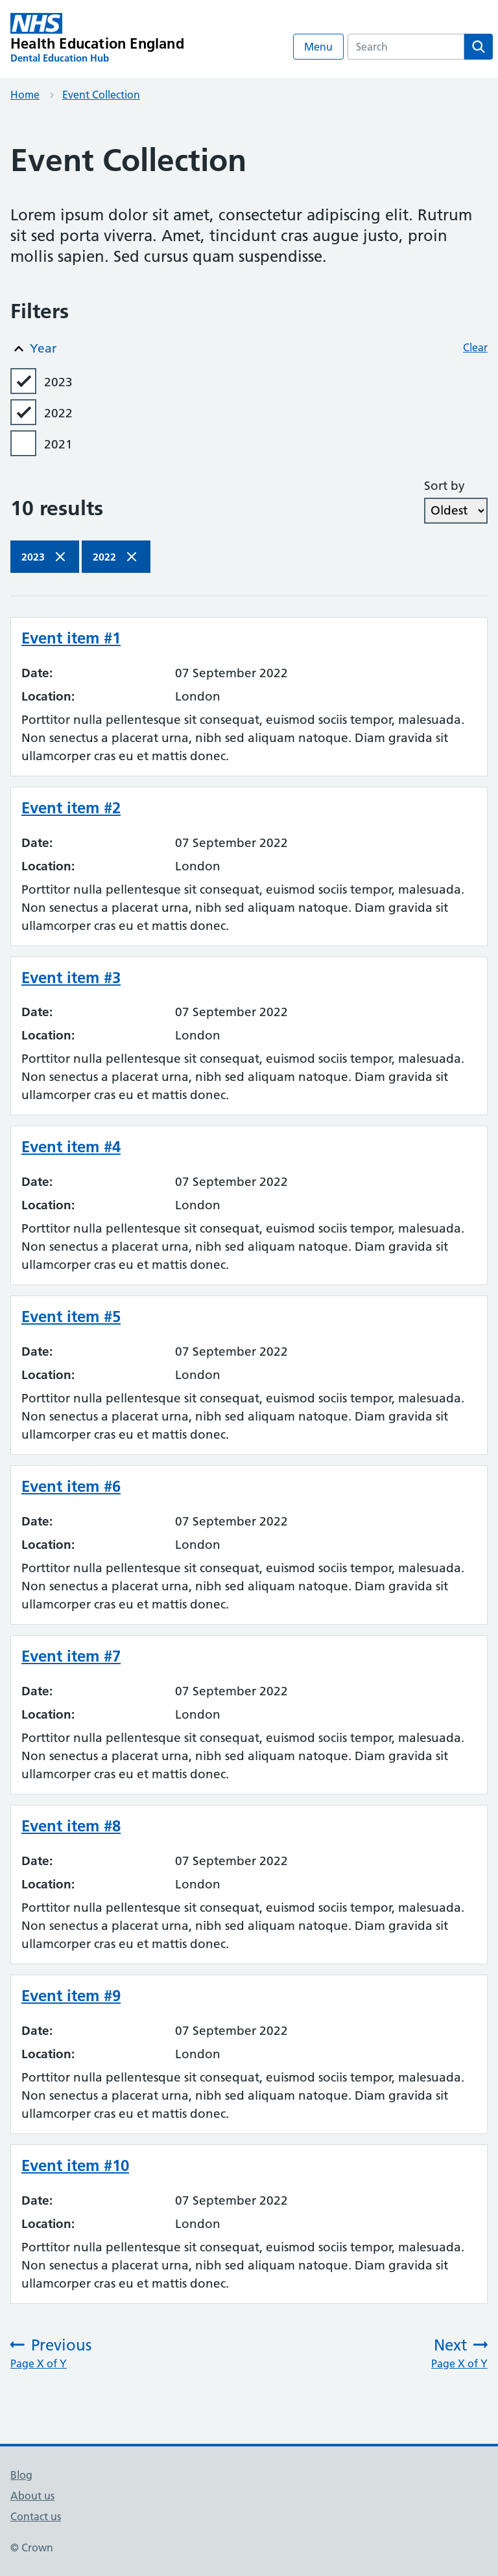 NHS
Health Education England
Dental Education Hub
Menu
Search
Home
Event Collection
Event Collection
Lorem ipsum dolor sit amet, consectetur adipiscing elit. Rutrum
sit sed porta viverra. Amet, tincidunt cras augue justo, proin
mollis sapien. Sed cursus quam suspendisse.
Filters
Year
Clear
2023
2022
2021
Sort by
10 results
Oldest
2023
2022
Event item #1
Date: 07 September 2022
Location: London
Porttitor nulla pellentesque sit consequat, euismod sociis tempor, malesuada.
Non senectus a placerat urna, nibh sed aliquam natoque. Diam gravida sit
ullamcorper cras eu et mattis donec.
Event item #2
Date: 07 September 2022
Location: London
Porttitor nulla pellentesque sit consequat, euismod sociis tempor, malesuada.
Non senectus a placerat urna, nibh sed aliquam natoque. Diam gravida sit
ullamcorper cras eu et mattis donec.
Event item #3
Date: 07 September 2022
Location: London
Porttitor nulla pellentesque sit consequat, euismod sociis tempor, malesuada.
Non senectus a placerat urna, nibh sed aliquam natoque. Diam gravida sit
ullamcorper cras eu et mattis donec.
Event item #4
Date: 07 September 2022
Location: London
Porttitor nulla pellentesque sit consequat, euismod sociis tempor, malesuada.
Non senectus a placerat urna, nibh sed aliquam natoque. Diam gravida sit
ullamcorper cras eu et mattis donec.
Event item #5
Date: 07 September 2022
Location: London
Porttitor nulla pellentesque sit consequat, euismod sociis tempor, malesuada.
Non senectus a placerat urna, nibh sed aliquam natoque. Diam gravida sit
ullamcorper cras eu et mattis donec.
Event item #6
Date: 07 September 2022
Location: London
Porttitor nulla pellentesque sit consequat, euismod sociis tempor, malesuada.
Non senectus a placerat urna, nibh sed aliquam natoque. Diam gravida sit
ullamcorper cras eu et mattis donec.
Event item #7
Date: 07 September 2022
Location: London
Porttitor nulla pellentesque sit consequat, euismod sociis tempor, malesuada.
Non senectus a placerat urna, nibh sed aliquam natoque. Diam gravida sit
ullamcorper cras eu et mattis donec.
Event item #8
Date: 07 September 2022
Location: London
Porttitor nulla pellentesque sit consequat, euismod sociis tempor, malesuada.
Non senectus a placerat urna, nibh sed aliquam natoque. Diam gravida sit
ullamcorper cras eu et mattis donec.
Event item #9
Date: 07 September 2022
Location: London
Porttitor nulla pellentesque sit consequat, euismod sociis tempor, malesuada.
Non senectus a placerat urna, nibh sed aliquam natoque. Diam gravida sit
ullamcorper cras eu et mattis donec.
Event item #10
Date: 07 September 2022
Location: London
Porttitor nulla pellentesque sit consequat, euismod sociis tempor, malesuada.
Non senectus a placerat urna, nibh sed aliquam natoque. Diam gravida sit
ullamcorper cras eu et mattis donec.
Previous
Page X of Y
Next
Page X of Y
Blog
About us
Contact us
© Crown